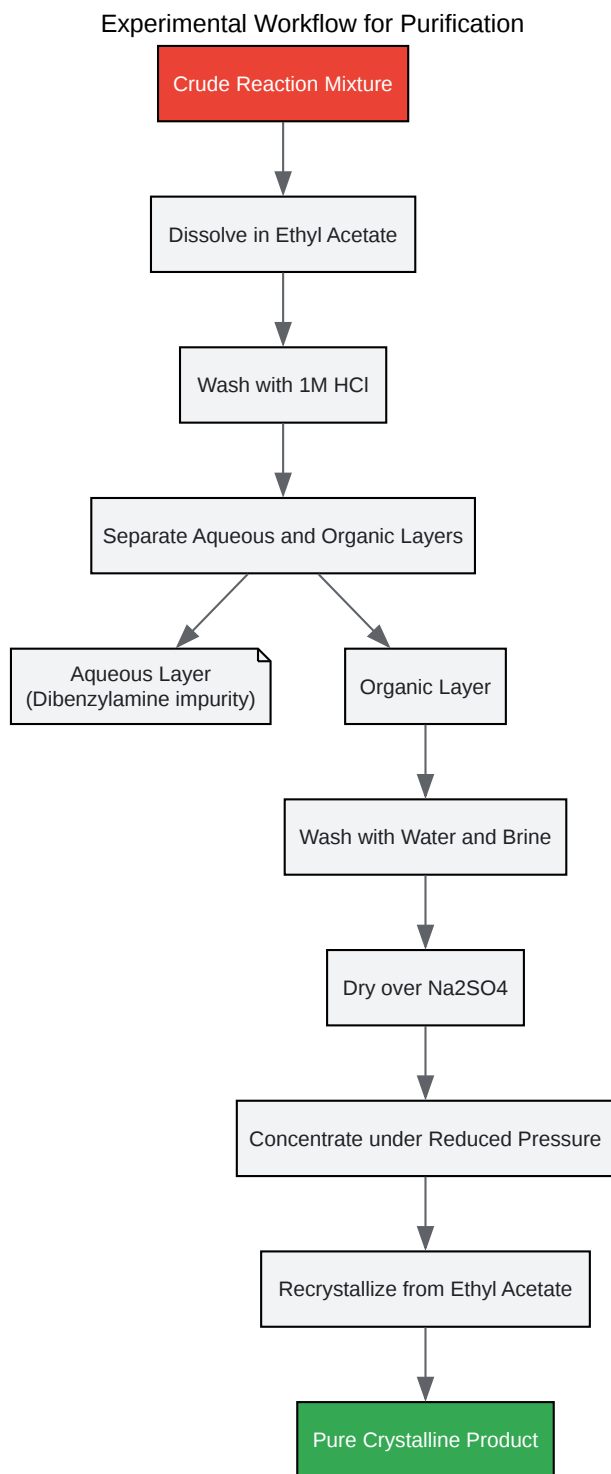 Experimental Workflow for Purification
Crude Reaction Mixture
Dissolve in Ethyl Acetate
Wash with 1M HCl
Separate Aqueous and Organic Layers
Aqueous Layer
(Dibenzylamine impurity)
Organic Layer
Wash with Water and Brine
Dry over Na2SO4
Concentrate under Reduced Pressure
Recrystallize from Ethyl Acetate
Pure Crystalline Product